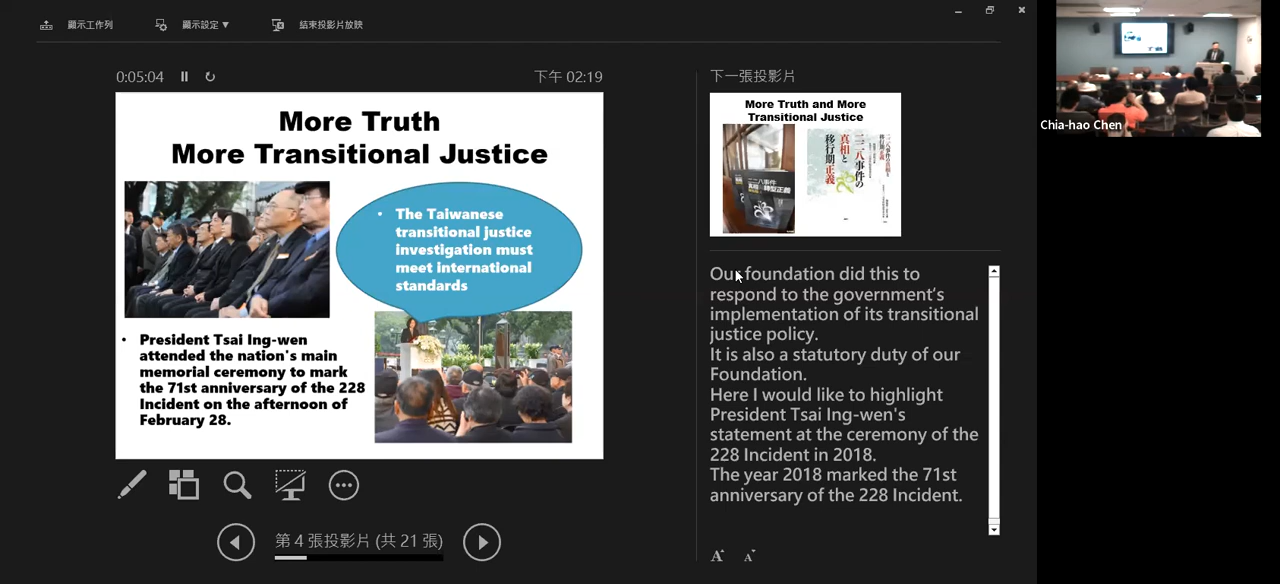 顯示工作列
顯示設定 ▼
結束投影片放映
0:05:04
下午 02:19
More Truth
More Transitional Justice
• The Taiwanese
transitional justice
investigation must
meet international
standards
• President Tsai Ing-wen
attended the nation's main
memorial ceremony to mark
the 71st anniversary of the 228
Incident on the afternoon of
February 28.
第 4 張投影片 (共 21 張)
下一張投影片
More Truth and More
Transitional Justice
二二八事件の
真相と
移行期正義
Our foundation did this to
respond to the government's
implementation of its transitional
justice policy.
It is also a statutory duty of our
Foundation.
Here I would like to highlight
President Tsai Ing-wen's
statement at the ceremony of the
228 Incident in 2018.
The year 2018 marked the 71st
anniversary of the 228 Incident.
A A
Chia-hao Chen